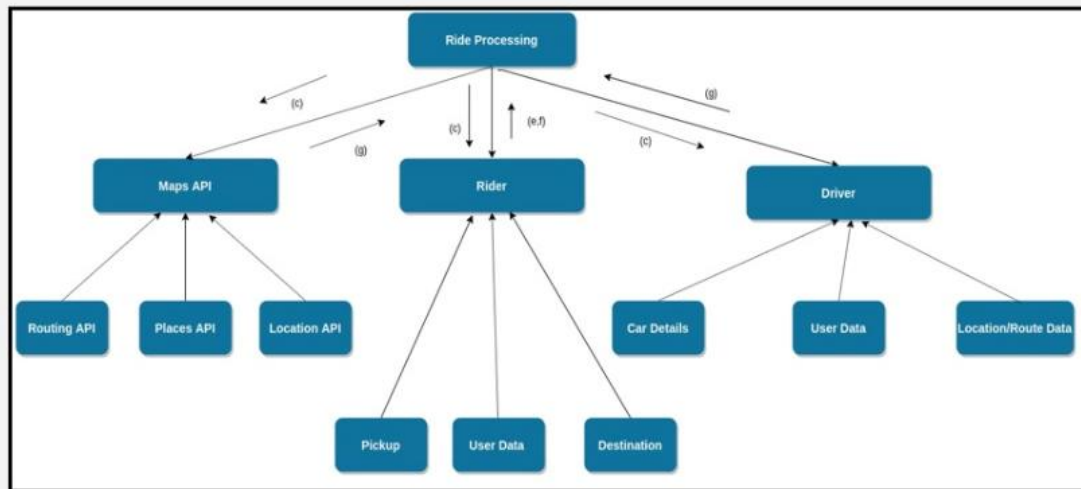 Ride Processing
(c)
(g)
(c)
(e,f)
(g)
(c)
Maps API
Rider
Driver
Routing API
Places API
Location API
Car Details
User Data
Location/Route Data
Pickup
User Data
Destination